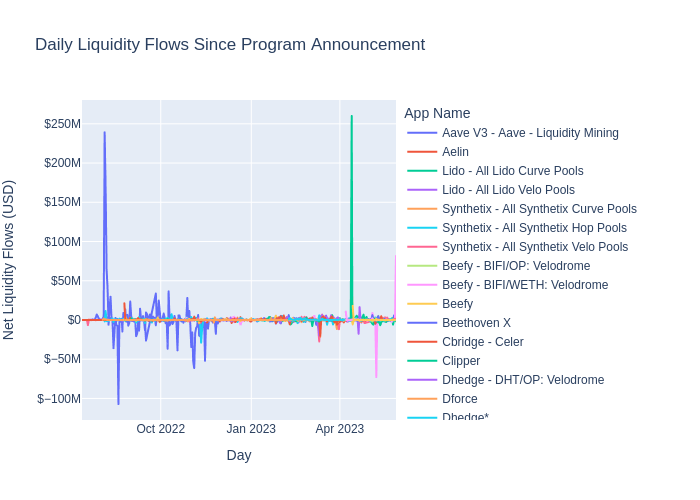 Daily Liquidity Flows Since Program Announcement
App Name
Aave V3 - Aave - Liquidity Mining
Aelin
Lido - All Lido Curve Pools
Lido - All Lido Velo Pools
Synthetix - All Synthetix Curve Pools
Synthetix - All Synthetix Hop Pools
Synthetix - All Synthetix Velo Pools
Beefy - BIFI/OP: Velodrome
Beefy - BIFI/WETH: Velodrome
Beefy
Beethoven X
Cbridge - Celer
Clipper
Dhedge - DHT/OP: Velodrome
Dforce
Dhedge*
$250M
$200M
$150M
$100M
$50M
$0
−$50M
−$100M
Net Liquidity Flows (USD)
Oct 2022
Jan 2023
Apr 2023
Day